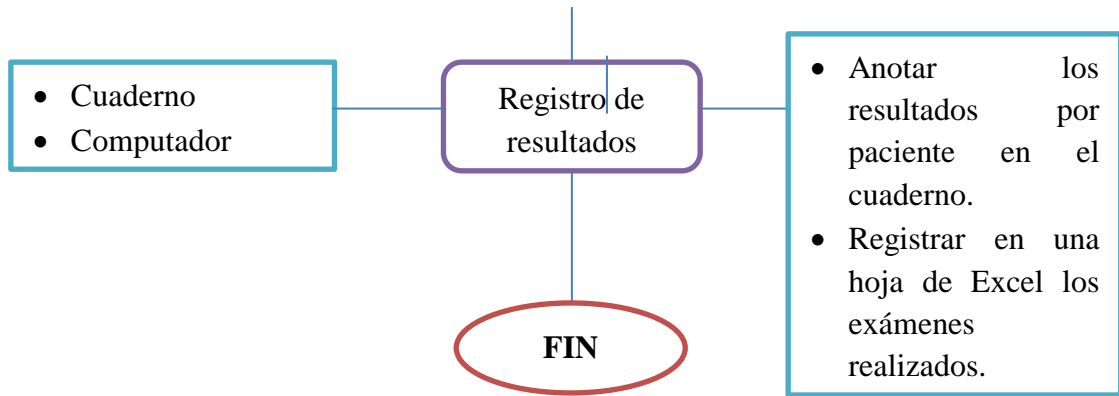 • Cuaderno
• Computador
Registro de
resultados
• Anotar los
resultados por
paciente en el
cuaderno.
• Registrar en una
hoja de Excel los
exámenes
realizados.
FIN